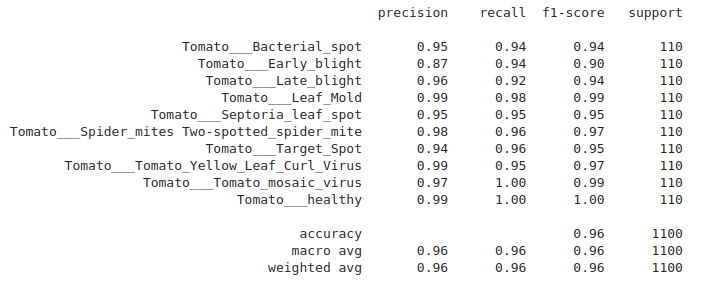 precision recall f1-score support
Tomato___Bacterial_spot 0.95 0.94 0.94 110
Tomato___Early_blight 0.87 0.94 0.90 110
Tomato___Late_blight 0.96 0.92 0.94 110
Tomato___Leaf_Mold 0.99 0.98 0.99 110
Tomato___Septoria_leaf_spot 0.95 0.95 0.95 110
Tomato___Spider_mites Two-spotted_spider_mite 0.98 0.96 0.97 110
Tomato___Target_Spot 0.94 0.96 0.95 110
Tomato___Tomato_Yellow_Leaf_Curl_Virus 0.99 0.95 0.97 110
Tomato___Tomato_mosaic_virus 0.97 1.00 0.99 110
Tomato___healthy 0.99 1.00 1.00 110
accuracy 0.96 1100
macro avg 0.96 0.96 0.96 1100
weighted avg 0.96 0.96 0.96 1100